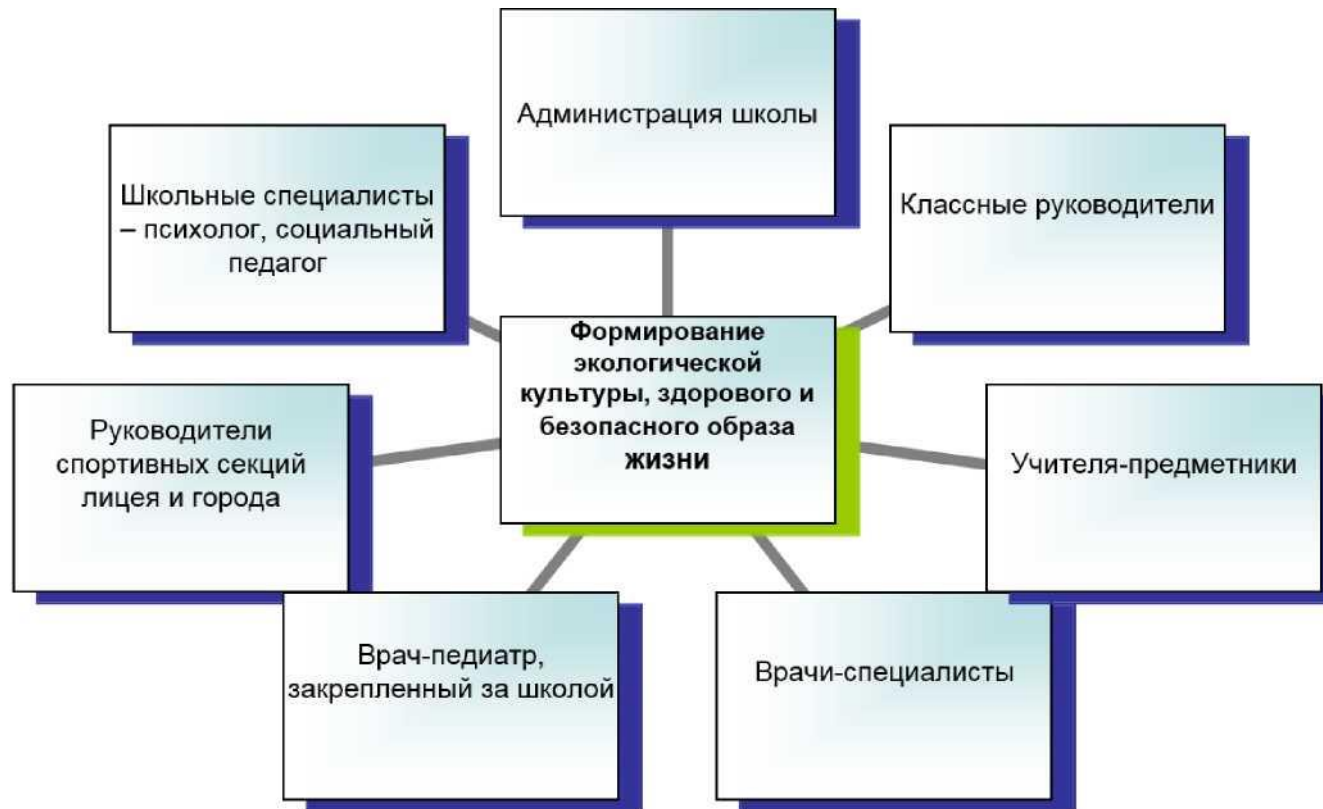 Администрация школы
Школьные специалисты
– психолог, социальный
педагог
Классные руководители
Формирование
экологической
культуры, здорового и
безопасного образа
жизни
Руководители
спортивных секций
лицея и города
Учителя-предметники
Врач-педиатр,
закрепленный за школой
Врачи-специалисты